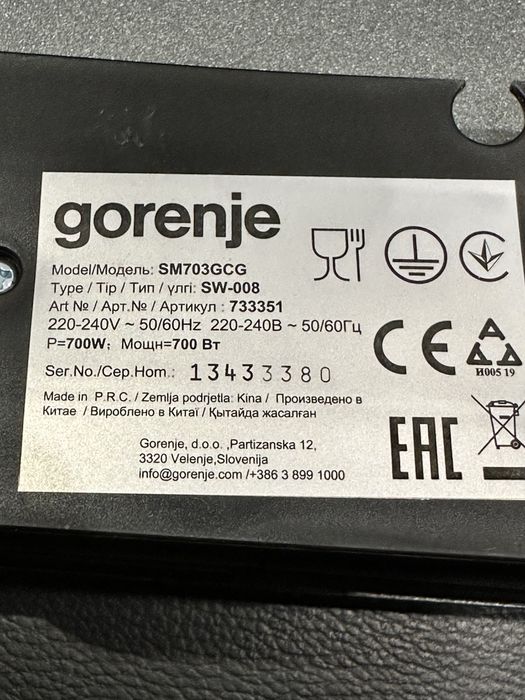 gorenje
Model/Модель: SM703GCG
Type / Tip / Тип / үлгі: SW-008
Art № / Арт.№ / Артикул : 733351
220-240V ~ 50/60Hz 220-240В ~ 50/60Гц
P=700W; Мощн=700 Вт
Ser.No./Сер.Ноm.: 13433380
Made in P.R.C. / Zemlja podrjetla: Kina / Произведено в
Китае / Вироблено в Китаї / Қытайда жасалған
Gorenje, d.o.o. ,Partizanska 12,
3320 Velenje,Slovenija
info@gorenje.com /+386 3 899 1000
CE
И005 19
EAC